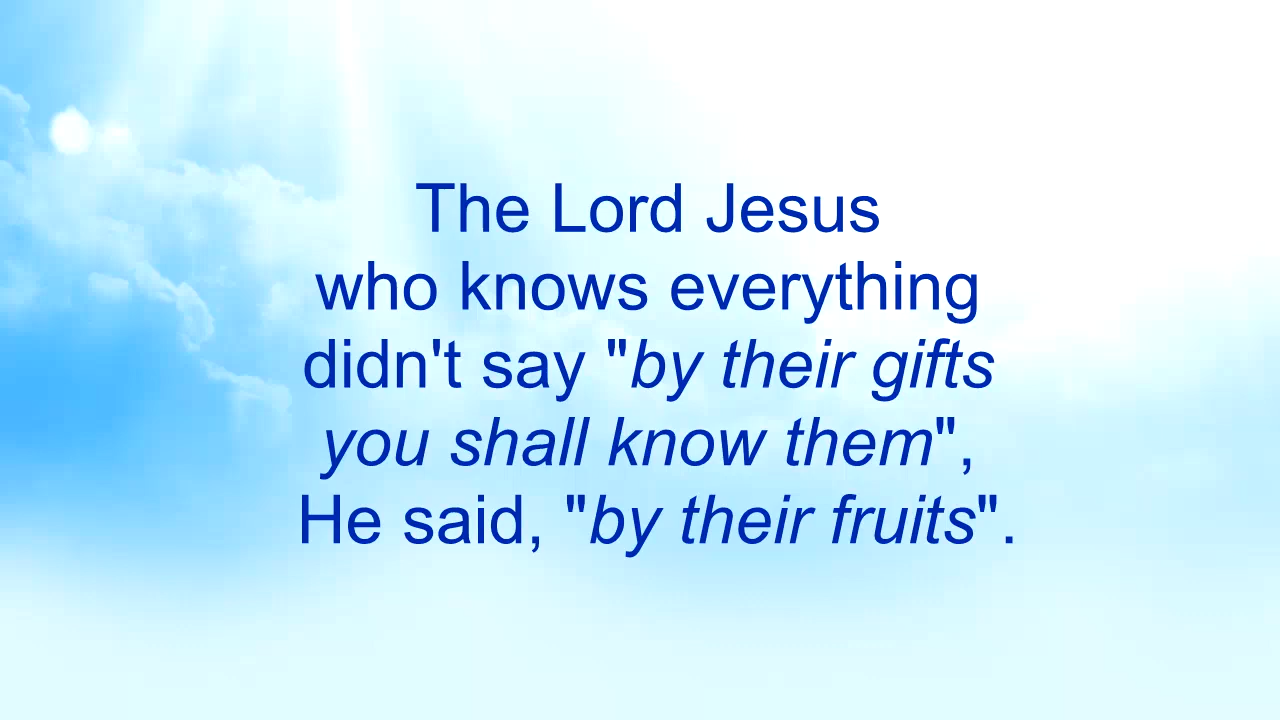 The Lord Jesus
who knows everything
didn't say "by their gifts
you shall know them",
He said, "by their fruits".